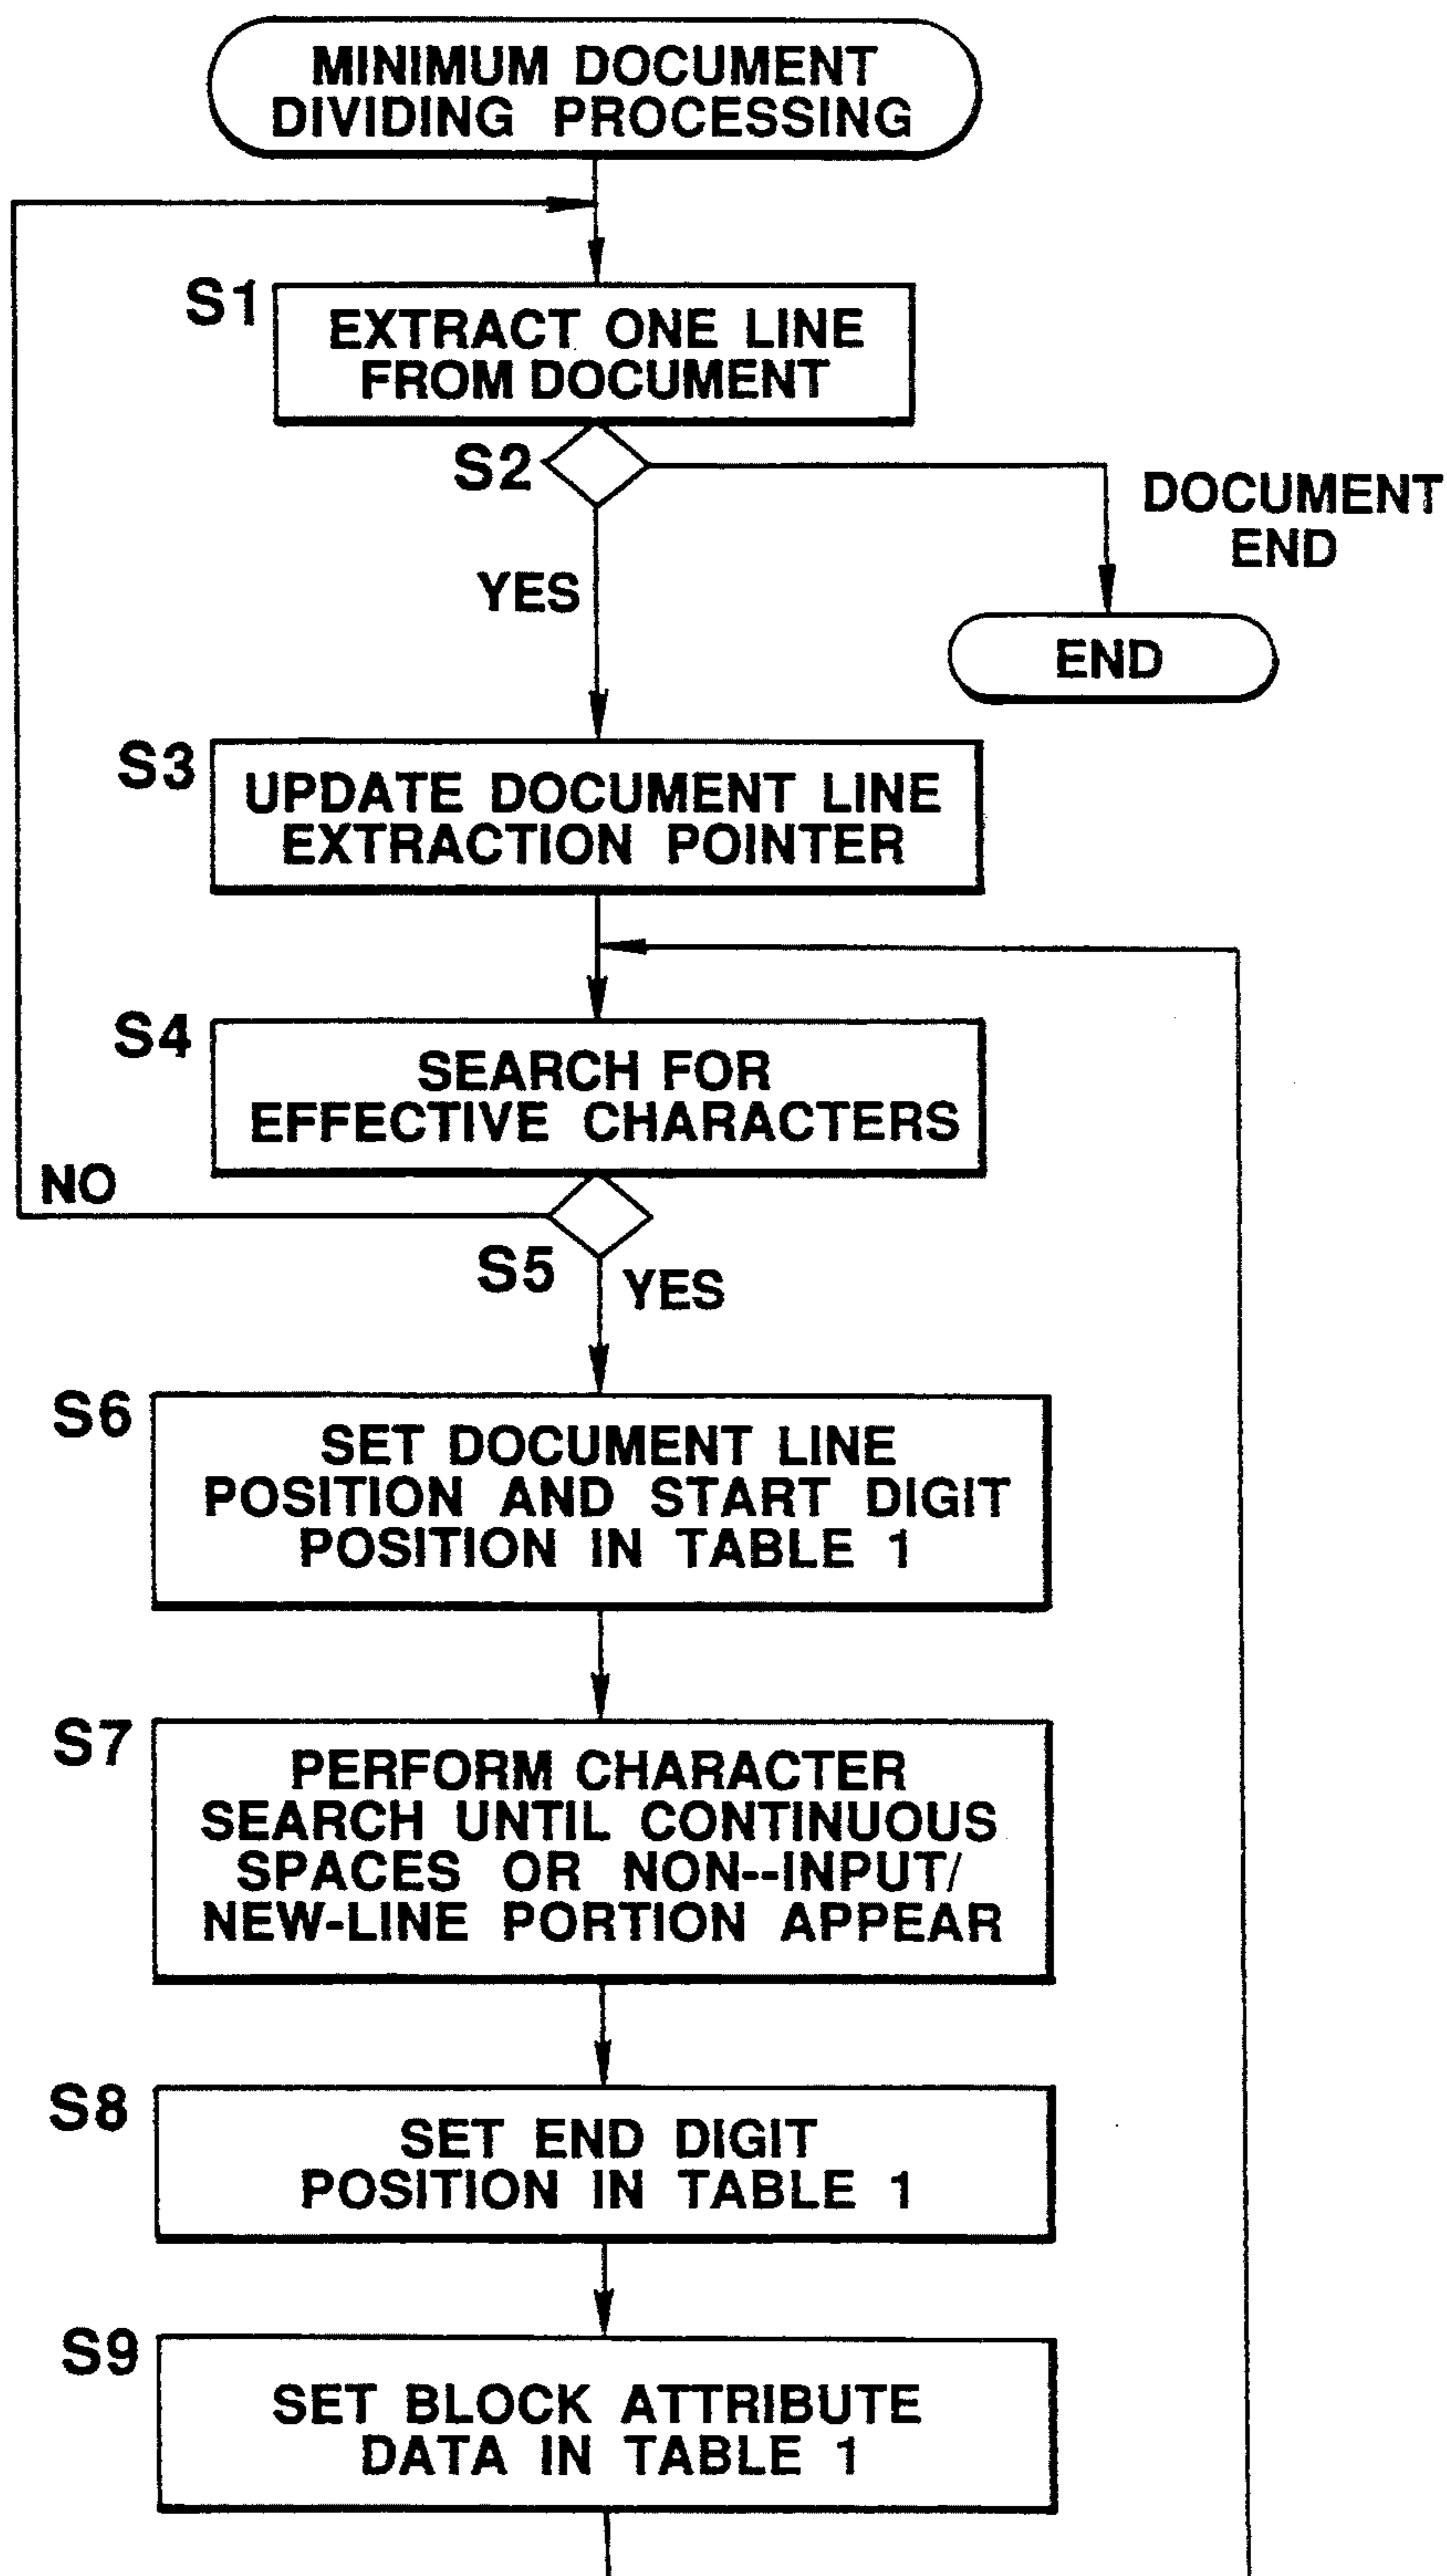 MINIMUM DOCUMENT
DIVIDING PROCESSING
S1
EXTRACT ONE LINE
FROM DOCUMENT
S2
DOCUMENT
END
YES
END
S3
UPDATE DOCUMENT LINE
EXTRACTION POINTER
S4
SEARCH FOR
EFFECTIVE CHARACTERS
NO
S5
YES
S6
SET DOCUMENT LINE
POSITION AND START DIGIT
POSITION IN TABLE 1
S7
PERFORM CHARACTER
SEARCH UNTIL CONTINUOUS
SPACES OR NON--INPUT/
NEW-LINE PORTION APPEAR
S8
SET END DIGIT
POSITION IN TABLE 1
S9
SET BLOCK ATTRIBUTE
DATA IN TABLE 1